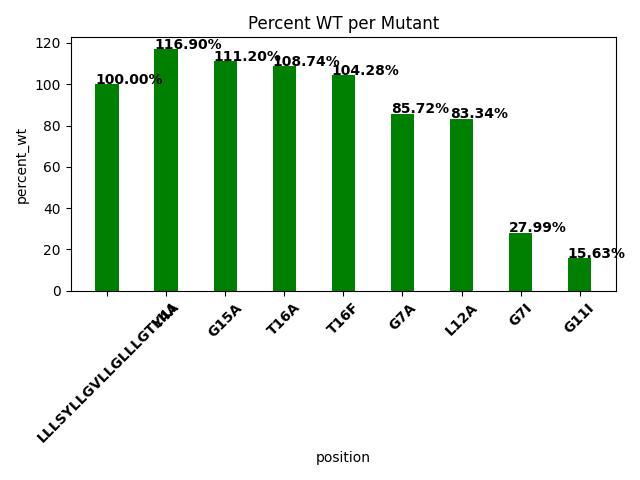 Percent WT per Mutant
percent_wt
120
100
80
60
40
20
0
100.00%
116.90%
111.20%
108.74%
104.28%
85.72%
83.34%
27.99%
15.63%
G15A
T16A
T16F
G7A
L12A
G7I
G11I
position